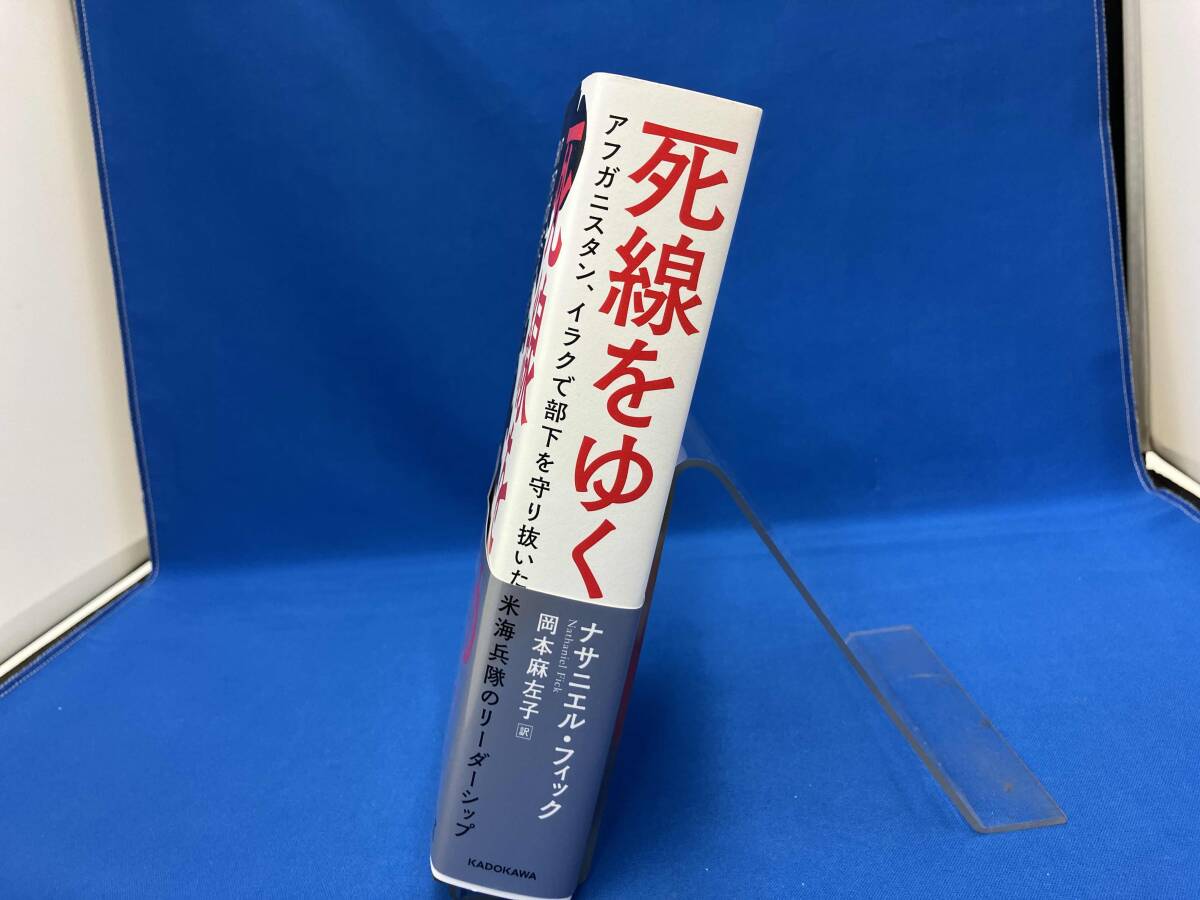 死線をゆく
アフガニスタン、イラクで部下を守り抜いた米海兵隊のリーダーシップ
ナサニエル・フィック
Nathaniel Fick
岡本麻左子 訳
KADOKAWA